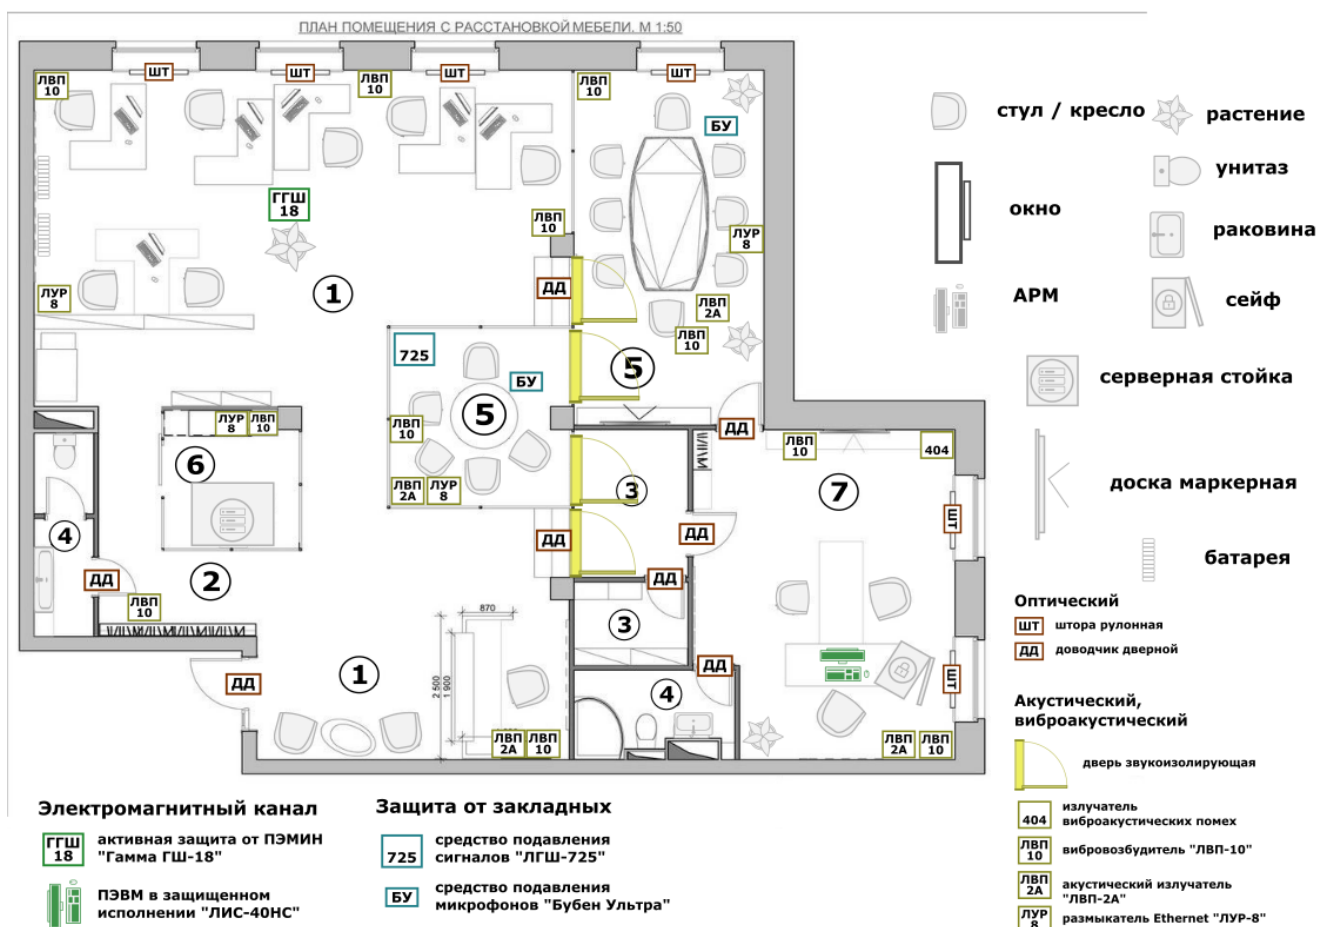 ПЛАН ПОМЕЩЕНИЯ С РАССТАНОВКОЙ МЕБЕЛИ. М 1:50
ШТ
ШТ
ШТ
ШТ
ЛВП
10
ЛВП
10
ЛВП
10
БУ
ГГШ
18
ЛВП
10
ЛУР
8
ЛУР
8
1
ДД
ЛВП
2А
ЛВП
10
725
БУ
5
5
ЛВП
10
ЛУР
8
ЛВП
10
ДД
ЛВП
10
404
6
ЛВП
2А
ЛУР
8
3
7
ШТ
4
ДД
ДД
ДД
2
ДД
ЛВП
10
870
3
2 500
1 900
1
ДД
ДД
4
ШТ
ЛВП
2А
ЛВП
10
ЛВП
2А
ЛВП
10
стул / кресло
растение
унитаз
окно
раковина
АРМ
сейф
серверная стойка
доска маркерная
батарея
Оптический
ШТ штора рулонная
ДД доводчик дверной
Акустический,
виброакустический
дверь звукоизолирующая
404 излучатель
виброакустических помех
ЛВП
10 вибровозбудитель "ЛВП-10"
ЛВП
2А акустический излучатель
"ЛВП-2А"
ЛУР
8 размыкатель Ethernet "ЛУР-8"
Электромагнитный канал
ГГШ
18 активная защита от ПЭМИН
"Гамма ГШ-18"
ПЭВМ в защищенном
исполнении "ЛИС-40НС"
Защита от закладных
725 средство подавления
сигналов "ЛГШ-725"
БУ средство подавления
микрофонов "Бубен Ультра"